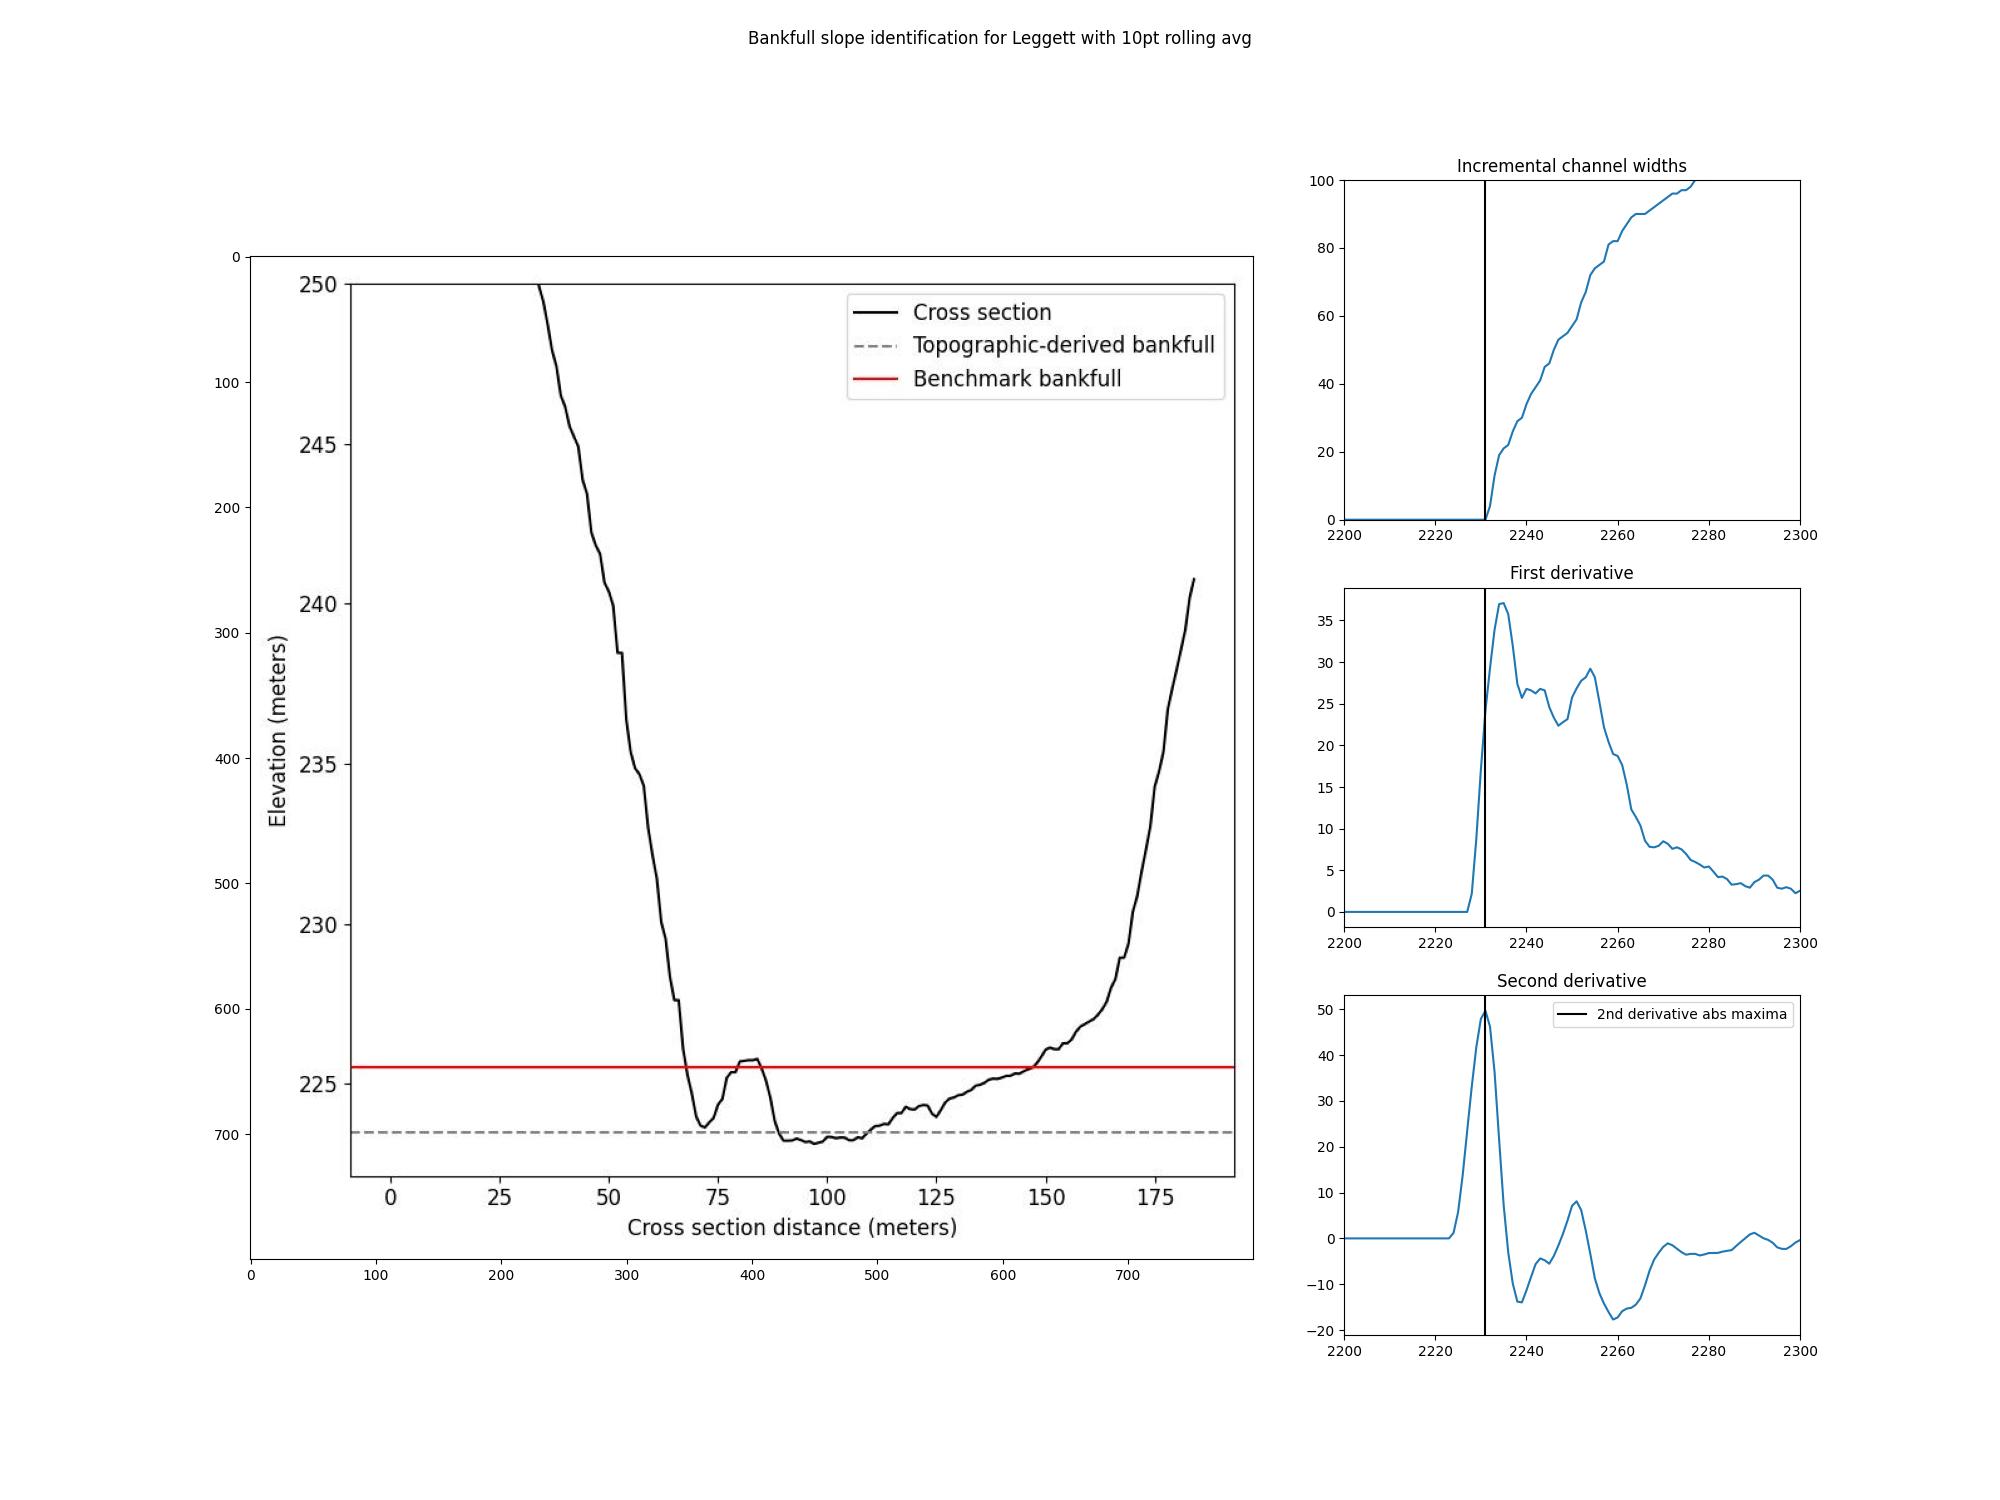 Bankfull slope identification for Leggett with 10pt rolling avg
0
100
200
300
400
500
600
700
250
245
240
235
230
225
Elevation (meters)
Cross section
Topographic-derived bankfull
Benchmark bankfull
0 25 50 75 100 125 150 175
Cross section distance (meters)
0 100 200 300 400 500 600 700
Incremental channel widths
100
80
60
40
20
0
2200 2220 2240 2260 2280 2300
First derivative
35
30
25
20
15
10
5
0
2200 2220 2240 2260 2280 2300
Second derivative
2nd derivative abs maxima
50
40
30
20
10
0
−10
−20
2200 2220 2240 2260 2280 2300